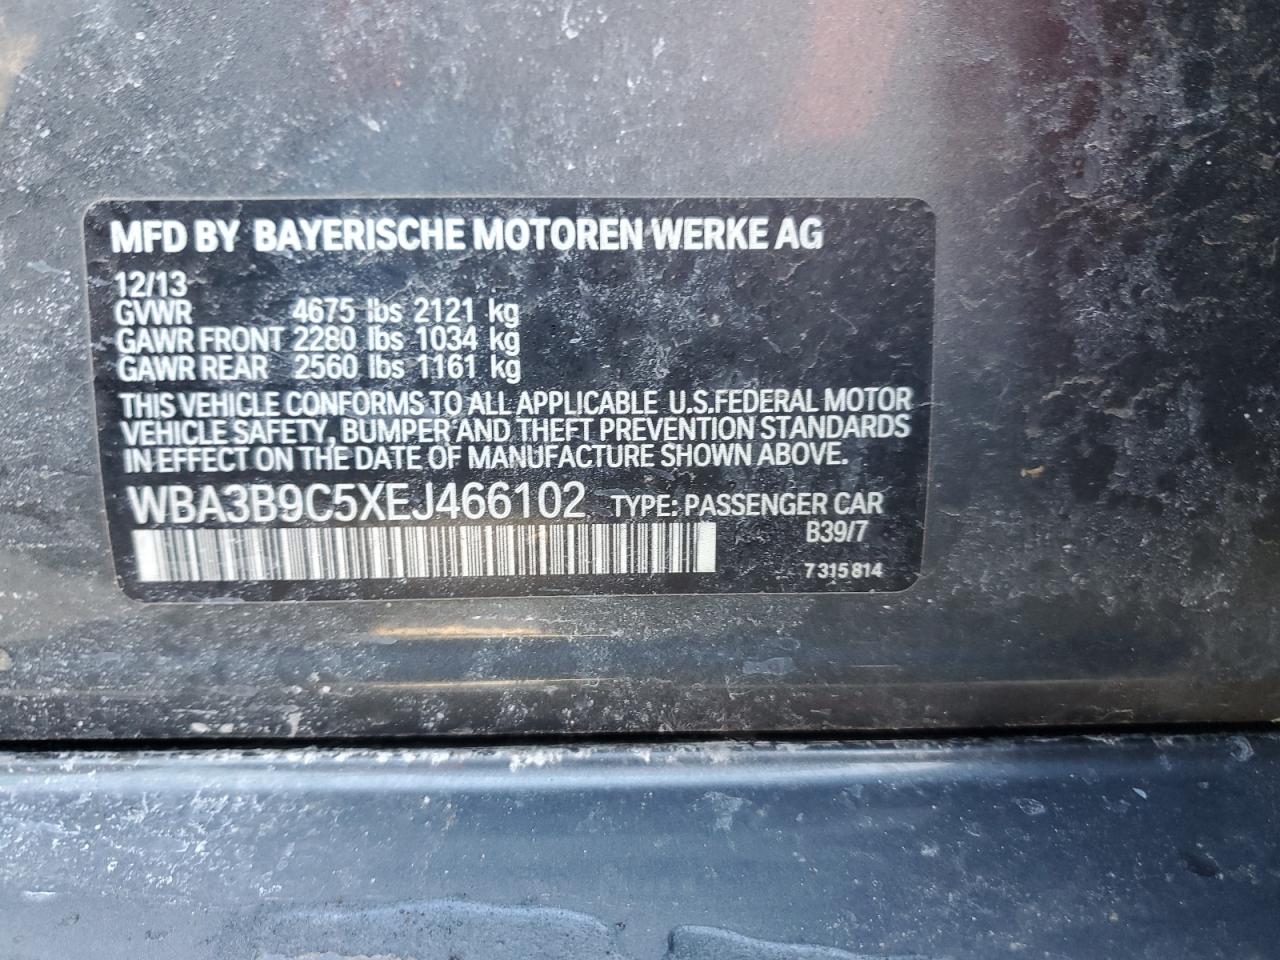 MFD BY BAYERISCHE MOTOREN WERKE AG
12/13
GVWR 4675 lbs 2121 kg
GAWR FRONT 2280 lbs 1034 kg
GAWR REAR 2560 lbs 1161 kg
THIS VEHICLE CONFORMS TO ALL APPLICABLE U.S.FEDERAL MOTOR
VEHICLE SAFETY, BUMPER AND THEFT PREVENTION STANDARDS
IN EFFECT ON THE DATE OF MANUFACTURE SHOWN ABOVE.
WBA3B9C5XEJ466102 TYPE: PASSENGER CAR
B39/7
7 315 814